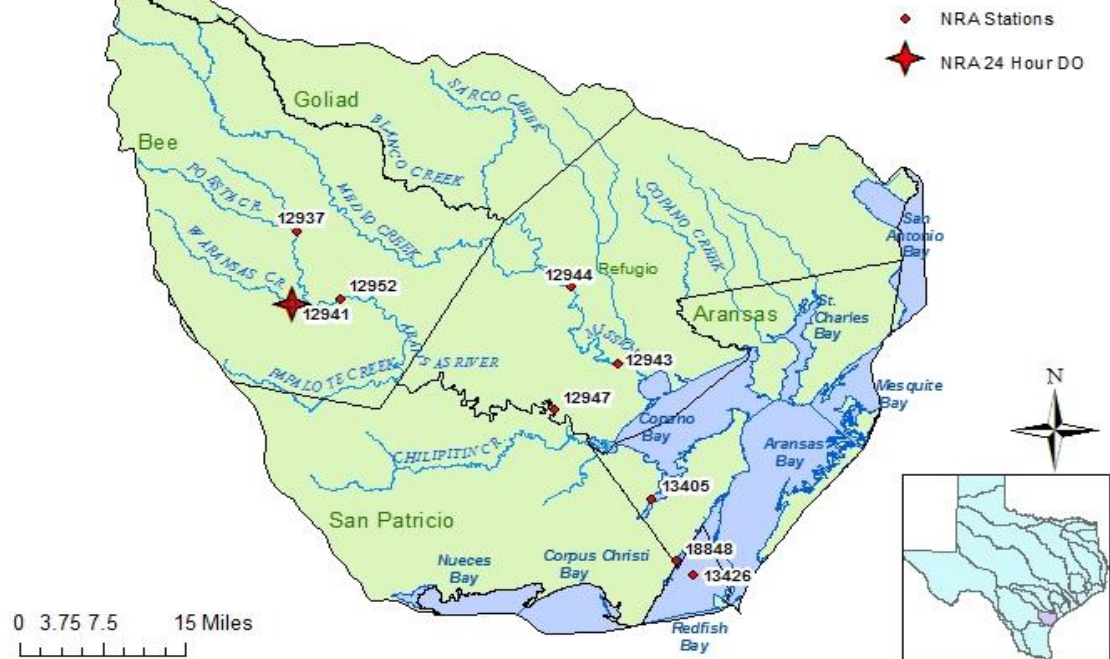 NRA Stations
NRA 24 Hour DO
Goliad
SARCO CREEK
BLANCO CREEK
Bee
POESTA CR.
MEDIO CREEK
COPANO CREEK
San
Antonio
Bay
12937
W ARANSAS CR.
12944
Refugio
12952
12941
Aransas
St.
Charles
Bay
ARANSAS RIVER
PAPALOTE CREEK
12943
12947
Mesquite
Bay
N
Copano
Bay
Aransas
Bay
CHILIPITIN CR.
13405
San Patricio
18848
Corpus Christi
Bay
Nueces
Bay
13426
Redfish
Bay
0 3.75 7.5 15 Miles